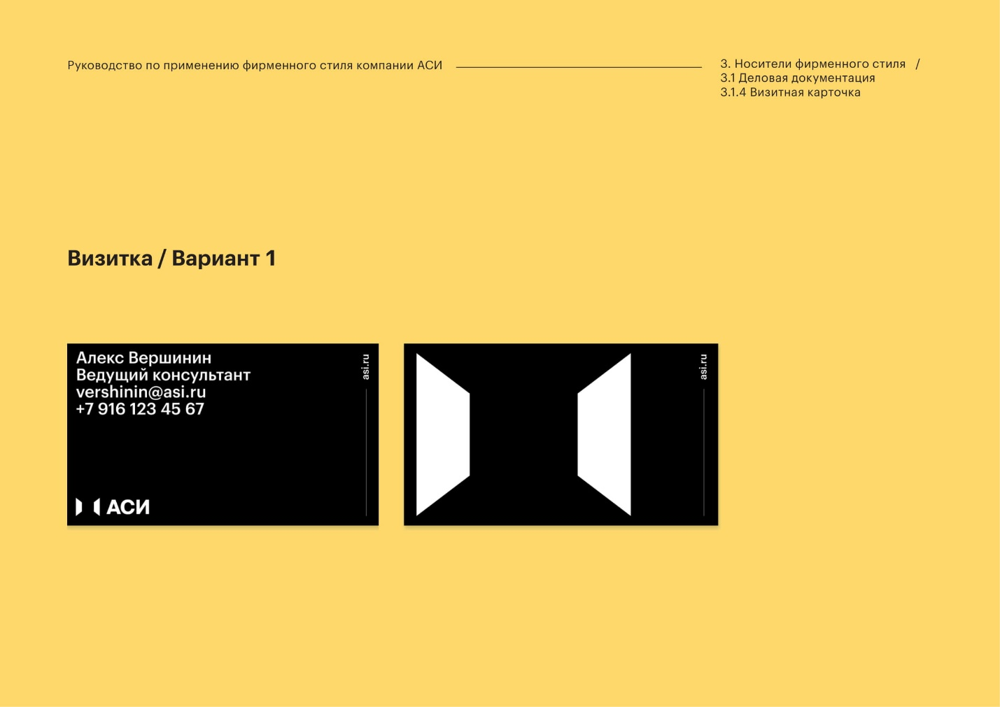 Руководство по применению фирменного стиля компании АСИ
3. Носители фирменного стиля /
3.1 Деловая документация
3.1.4 Визитная карточка
Визитка / Вариант 1
Алекс Вершинин
Ведущий консультант
vershinin@asi.ru
+7 916 123 45 67
asi.ru
АСИ
asi.ru